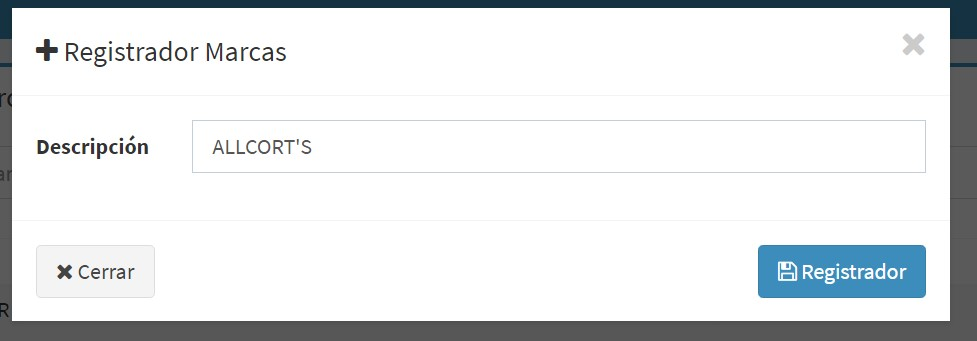 Registrador Marcas
Descripción
ALLCORT'S
Cerrar
Registrador